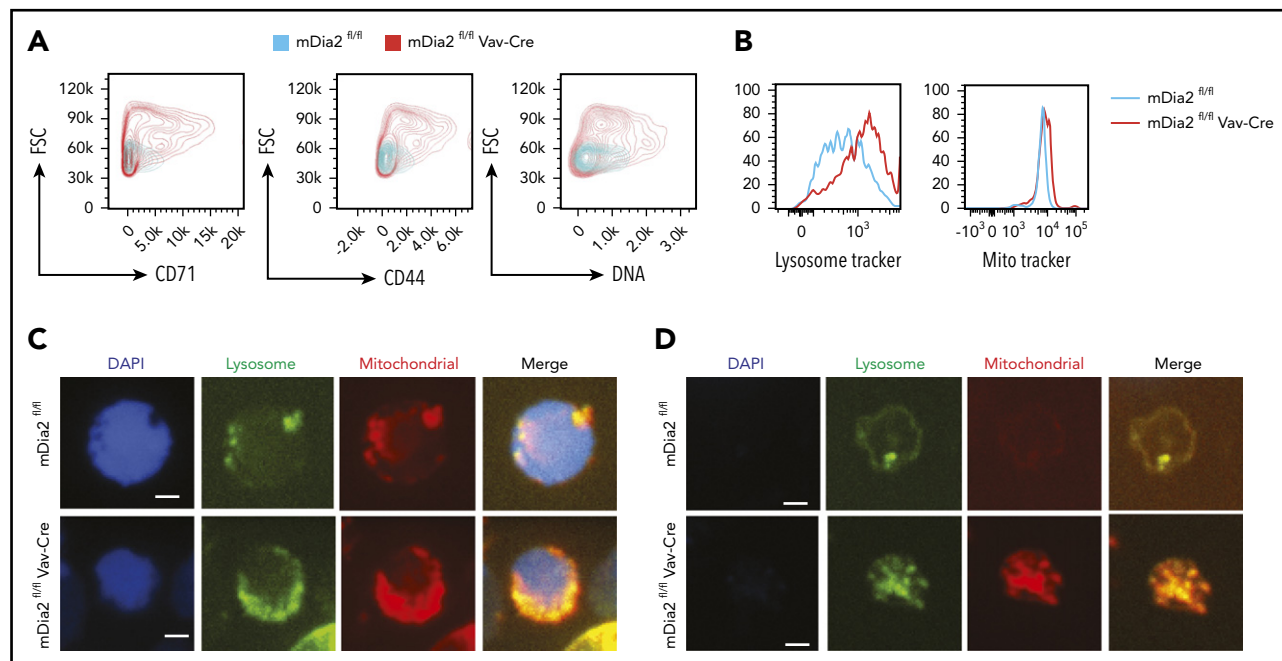 A
mDia2 fl/fl
mDia2 fl/fl Vav-Cre
FSC
120k
90k
60k
30k
0
0
5.0k
10k
15k
20k
CD71
FSC
120k
90k
60k
30k
0
-2.0k
0
2.0k
4.0k
6.0k
CD44
FSC
120k
90k
60k
30k
0
0
1.0k
2.0k
3.0k
DNA
B
100
80
60
40
20
0
0
10³
Lysosome tracker
100
80
60
40
20
0
-10³
0
10³
10⁴
10⁵
Mito tracker
mDia2 fl/fl
mDia2 fl/fl Vav-Cre
C
DAPI
Lysosome
Mitochondrial
Merge
mDia2 fl/fl
mDia2 fl/fl Vav-Cre
D
DAPI
Lysosome
Mitochondrial
Merge
mDia2 fl/fl
mDia2 fl/fl Vav-Cre